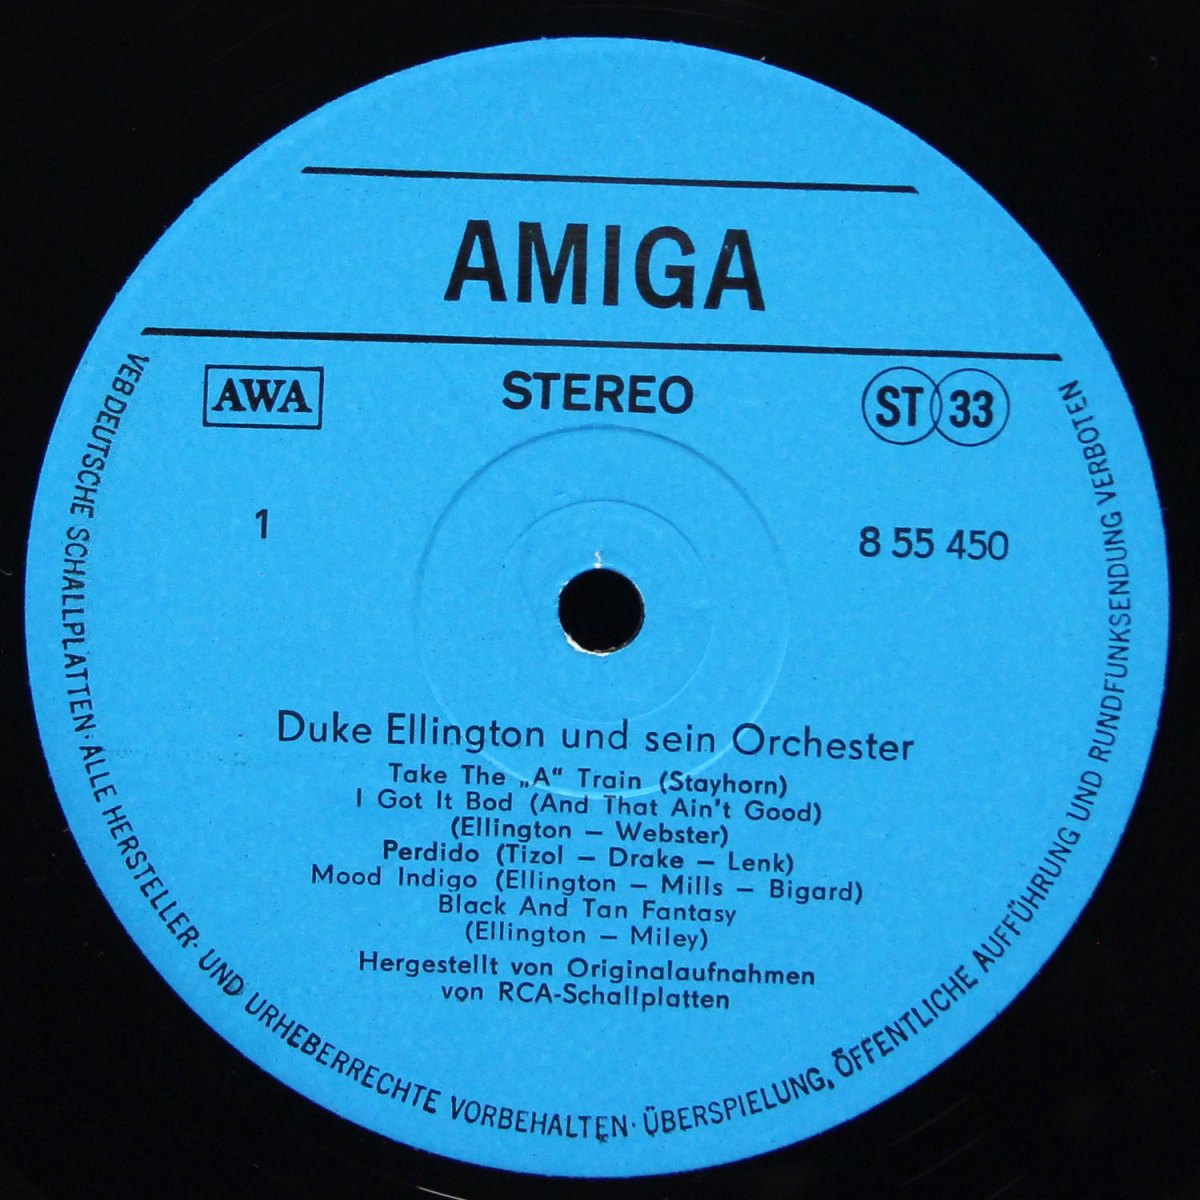 AMIGA
AWA
STEREO
ST 33
1
8 55 450
Duke Ellington und sein Orchester
Take The „A“ Train (Stayhorn)
I Got It Bod (And That Ain't Good)
(Ellington – Webster)
Perdido (Tizol – Drake – Lenk)
Mood Indigo (Ellington – Mills – Bigard)
Black And Tan Fantasy
(Ellington – Miley)
Hergestellt von Originalaufnahmen
von RCA-Schallplatten
VEB DEUTSCHE SCHALLPLATTEN · ALLE HERSTELLER- UND URHEBERRECHTE VORBEHALTEN · ÜBERSPIELUNG, ÖFFENTLICHE AUFFÜHRUNG UND RUNDFUNKSENDUNG VERBOTEN